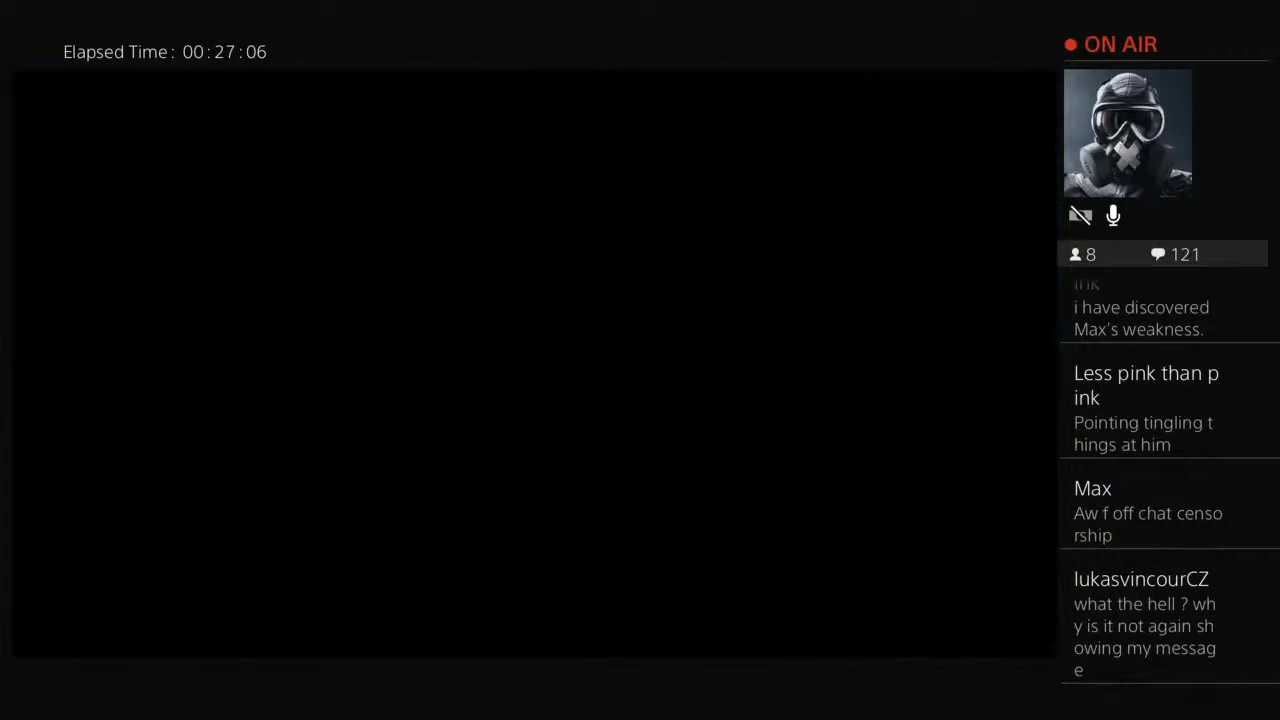 Elapsed Time: 00:27:06
ON AIR
8 121
ink
i have discovered
Max's weakness.
Less pink than p
ink
Pointing tingling t
hings at him
Max
Aw f off chat censo
rship
lukasvincourCZ
what the hell ? wh
y is it not again sh
owing my messag
e